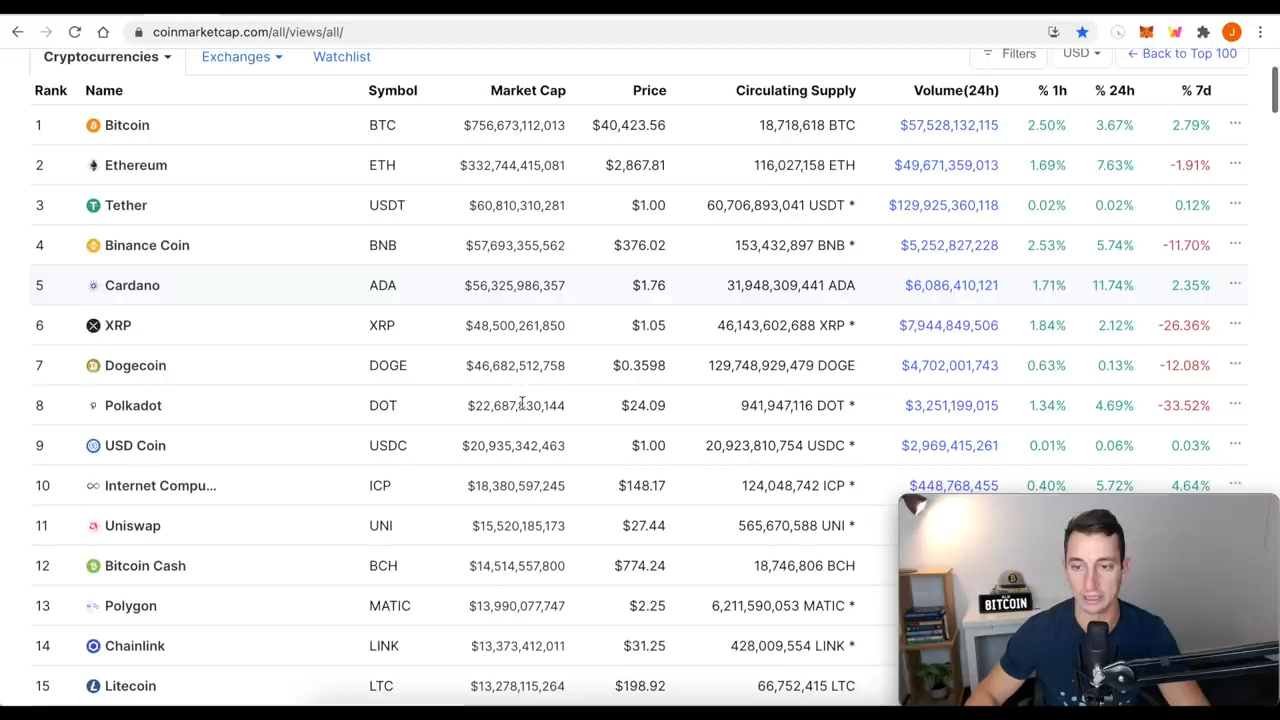 coinmarketcap.com/all/views/all/
J
Cryptocurrencies Exchanges Watchlist Filters USD ← Back to Top 100
Rank Name Symbol Market Cap Price Circulating Supply Volume(24h) % 1h % 24h % 7d
1 Bitcoin BTC $756,673,112,013 $40,423.56 18,718,618 BTC $57,528,132,115 2.50% 3.67% 2.79%
2 Ethereum ETH $332,744,415,081 $2,867.81 116,027,158 ETH $49,671,359,013 1.69% 7.63% -1.91%
3 Tether USDT $60,810,310,281 $1.00 60,706,893,041 USDT * $129,925,360,118 0.02% 0.02% 0.12%
4 Binance Coin BNB $57,693,355,562 $376.02 153,432,897 BNB * $5,252,827,228 2.53% 5.74% -11.70%
5 Cardano ADA $56,325,986,357 $1.76 31,948,309,441 ADA $6,086,410,121 1.71% 11.74% 2.35%
6 XRP XRP $48,500,261,850 $1.05 46,143,602,688 XRP * $7,944,849,506 1.84% 2.12% -26.36%
7 Dogecoin DOGE $46,682,512,758 $0.3598 129,748,929,479 DOGE $4,702,001,743 0.63% 0.13% -12.08%
8 Polkadot DOT $24.09 941,947,116 DOT * $3,251,199,015 1.34% 4.69% -33.52%
9 USD Coin USDC $20,935,342,463 $1.00 20,923,810,754 USDC * $2,969,415,261 0.01% 0.06% 0.03%
10 Internet Compu... ICP $18,380,597,245 $148.17 124,048,742 ICP * $448,768,455 0.40% 5.72% 4.64%
11 Uniswap UNI $15,520,185,173 $27.44 565,670,588 UNI *
12 Bitcoin Cash BCH $14,514,557,800 $774.24 18,746,806 BCH
13 Polygon MATIC $13,990,077,747 $2.25 6,211,590,053 MATIC *
14 Chainlink LINK $13,373,412,011 $31.25 428,009,554 LINK *
15 Litecoin LTC $13,278,115,264 $198.92 66,752,415 LTC
BITCOIN